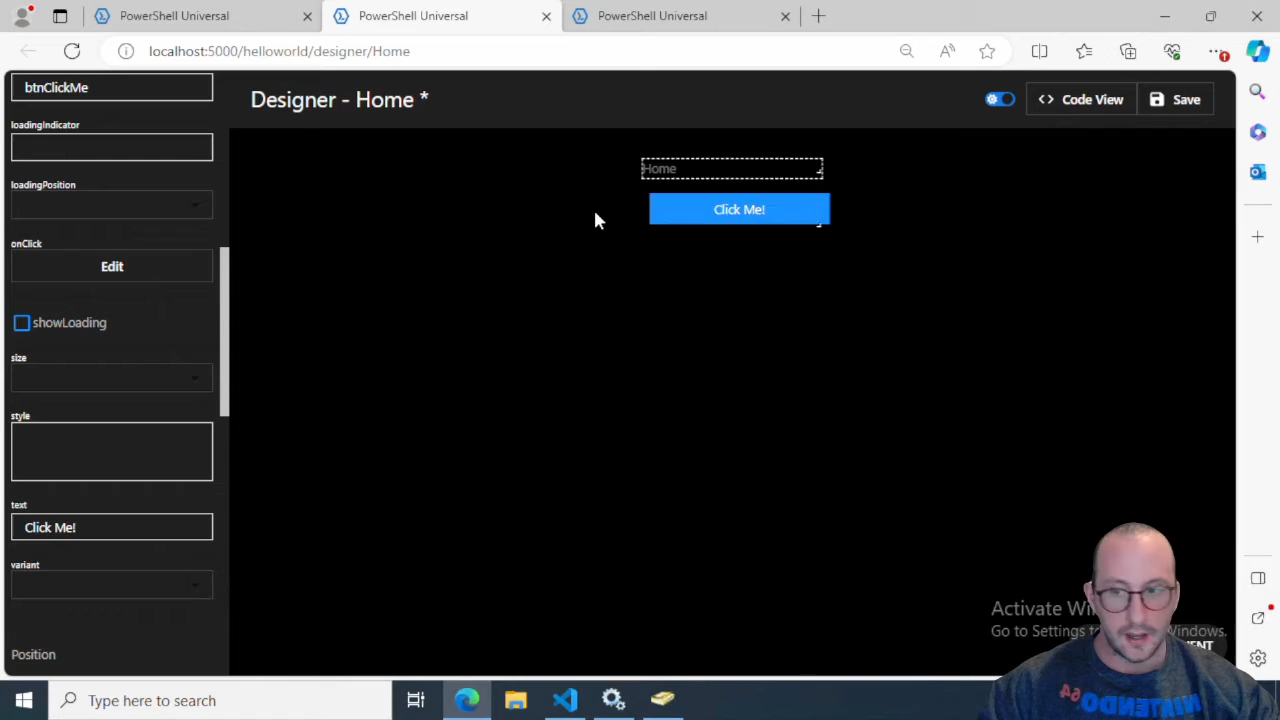 PowerShell Universal
PowerShell Universal
PowerShell Universal
localhost:5000/helloworld/designer/Home
btnClickMe
Designer - Home *
Code View
Save
loadingIndicator
Home
loadingPosition
Click Me!
onClick
Edit
showLoading
size
style
text
Click Me!
variant
Position
Activate Wi
Go to Settings t
Windows.
Type here to search
NINTENDO 64